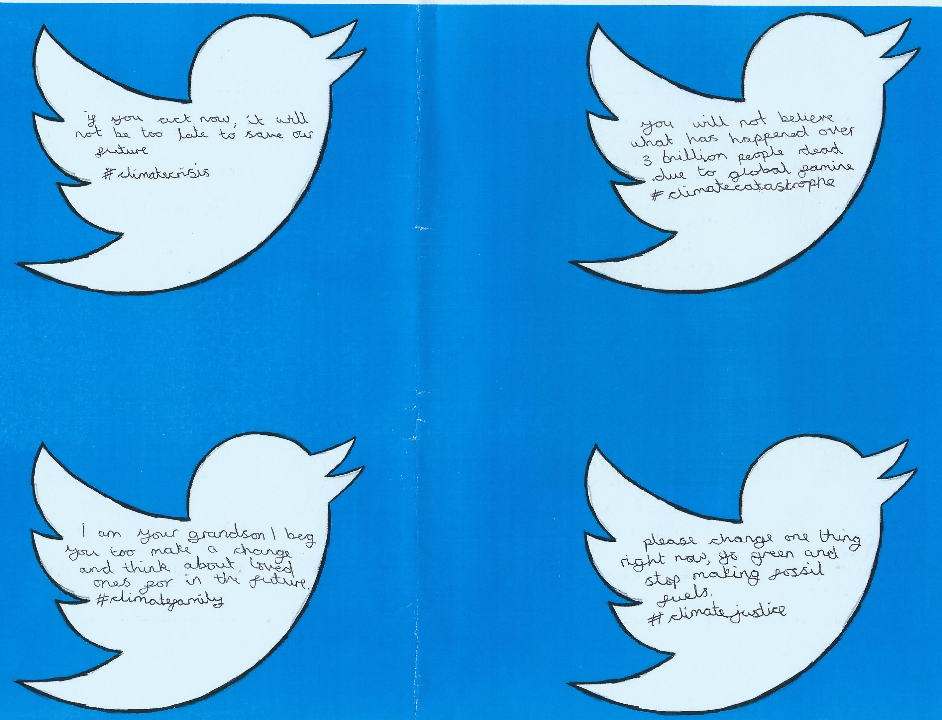 if you act now, it will
not be too late to save our
future
#climatecrisis
you will not believe
what has happened over
3 brillion people dead
due to global famine
#climatecatastrophe
I am your grandson I beg
you too make a change
and think about loved
ones for in the future
#climatefamily
please change one thing
right now, go green and
stop making fossil
fuels.
#climatejustice